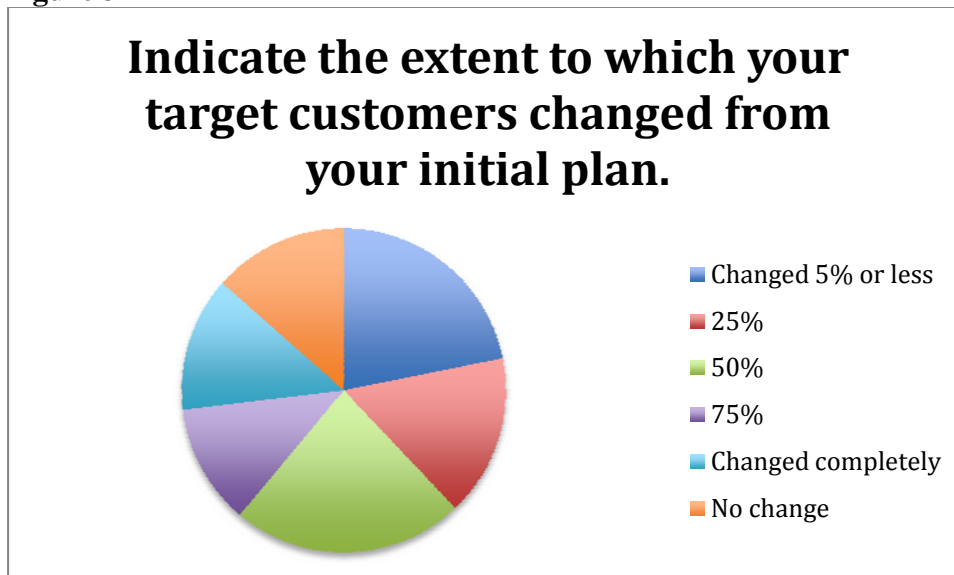 Indicate the extent to which your
target customers changed from
your initial plan.
Changed 5% or less
25%
50%
75%
Changed completely
No change